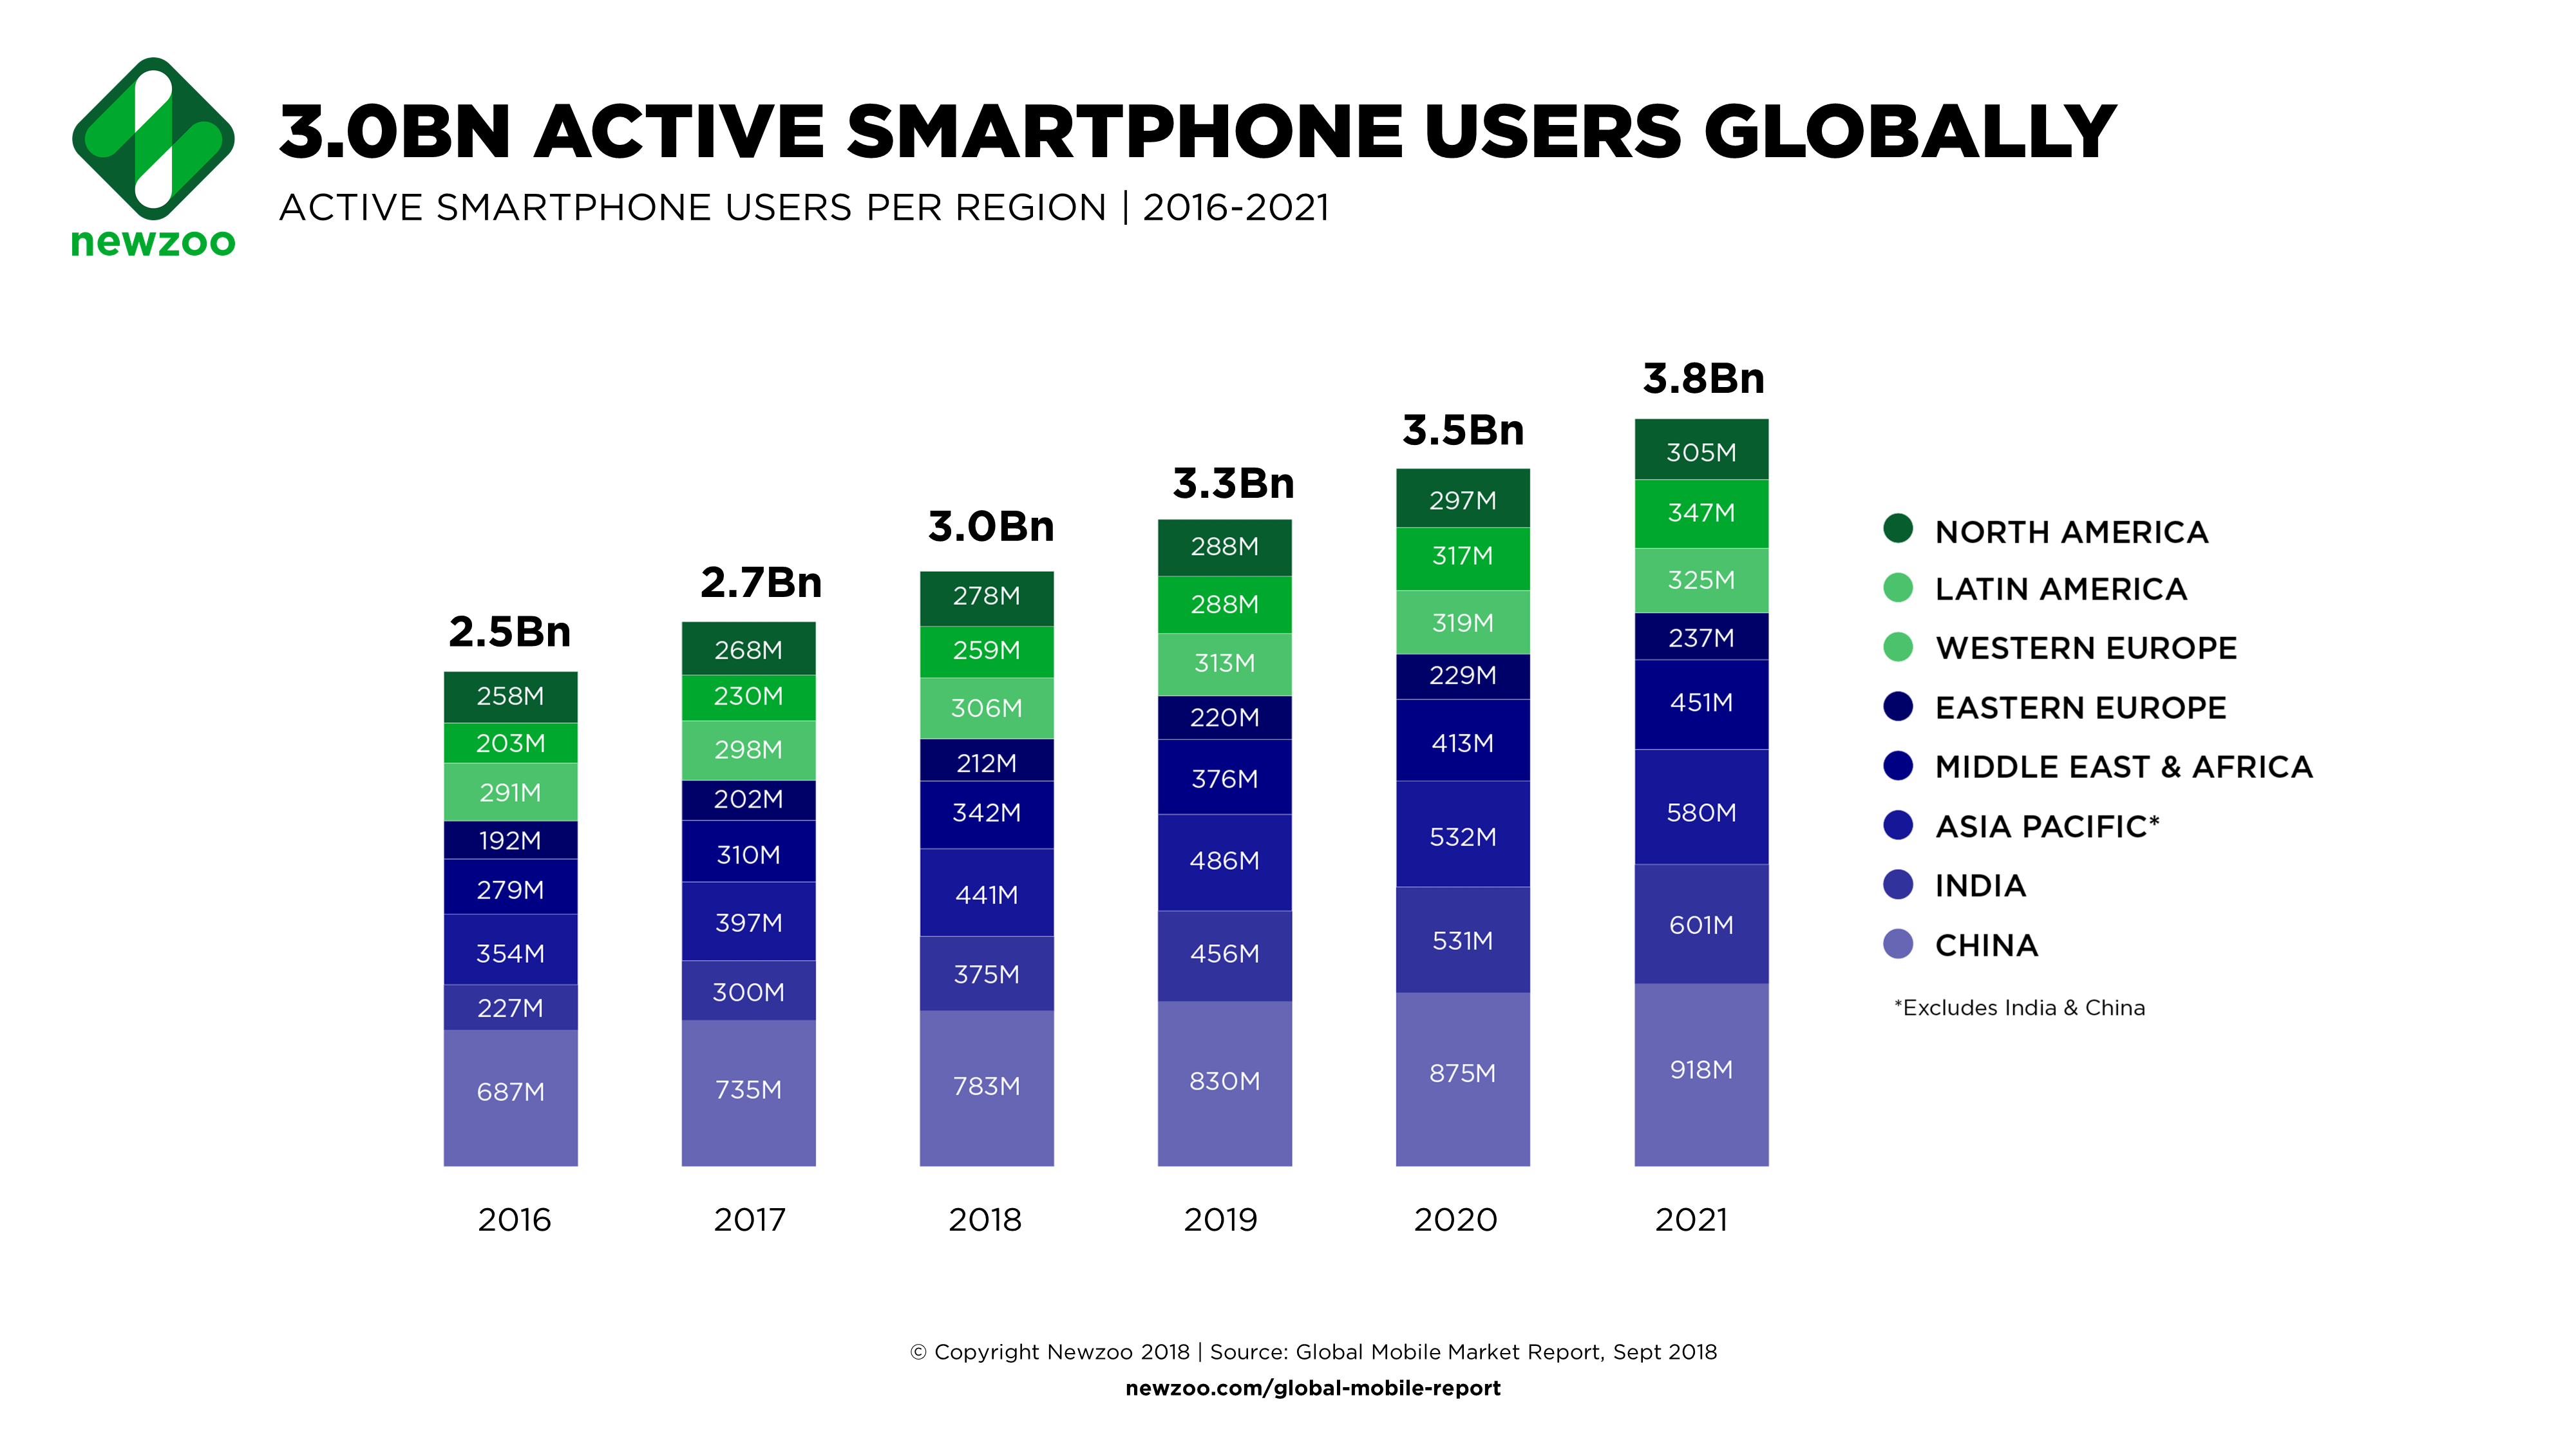 newzoo
3.0BN ACTIVE SMARTPHONE USERS GLOBALLY
ACTIVE SMARTPHONE USERS PER REGION | 2016-2021
2.5Bn
258M
203M
291M
192M
279M
354M
227M
687M
2016
2.7Bn
268M
230M
298M
202M
310M
397M
300M
735M
2017
3.0Bn
278M
259M
306M
212M
342M
441M
375M
783M
2018
3.3Bn
288M
288M
313M
220M
376M
486M
456M
830M
2019
3.5Bn
297M
317M
319M
229M
413M
532M
531M
875M
2020
3.8Bn
305M
347M
325M
237M
451M
580M
601M
918M
2021
NORTH AMERICA
LATIN AMERICA
WESTERN EUROPE
EASTERN EUROPE
MIDDLE EAST & AFRICA
ASIA PACIFIC*
INDIA
CHINA
*Excludes India & China
© Copyright Newzoo 2018 | Source: Global Mobile Market Report, Sept 2018
newzoo.com/global-mobile-report